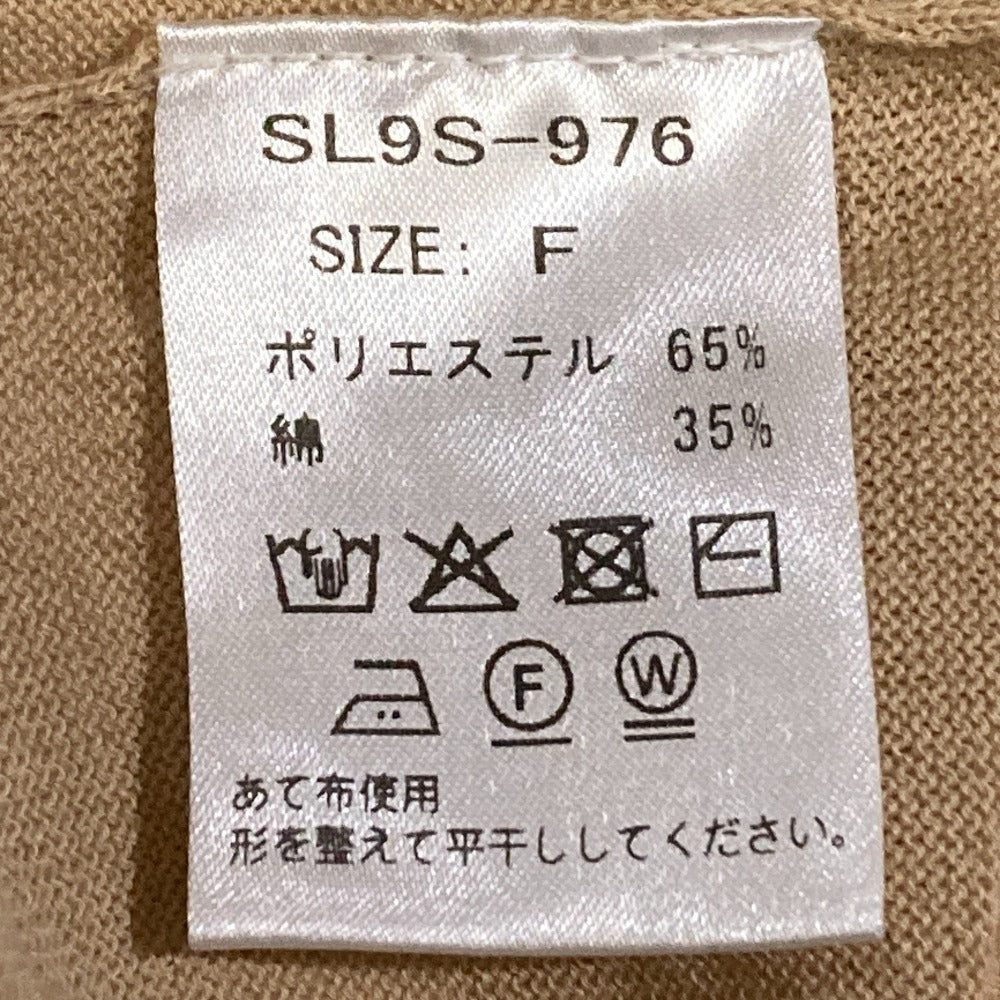 SL9S-976
SIZE: F
ポリエステル 65%
綿 35%
F W
あて布使用
形を整えて平干ししてください。